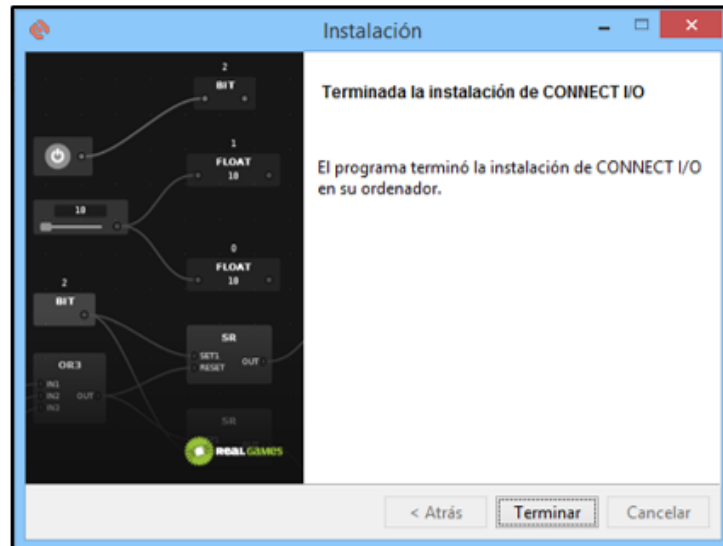 Instalación
2
BIT
1
FLOAT
10
10
0
FLOAT
10
2
BIT
SR
SET1
OUT
RESET
OR3
IN1
IN2
OUT
IN3
SR
REAL GAMES
Terminada la instalación de CONNECT I/O
El programa terminó la instalación de CONNECT I/O
en su ordenador.
< Atrás
Terminar
Cancelar